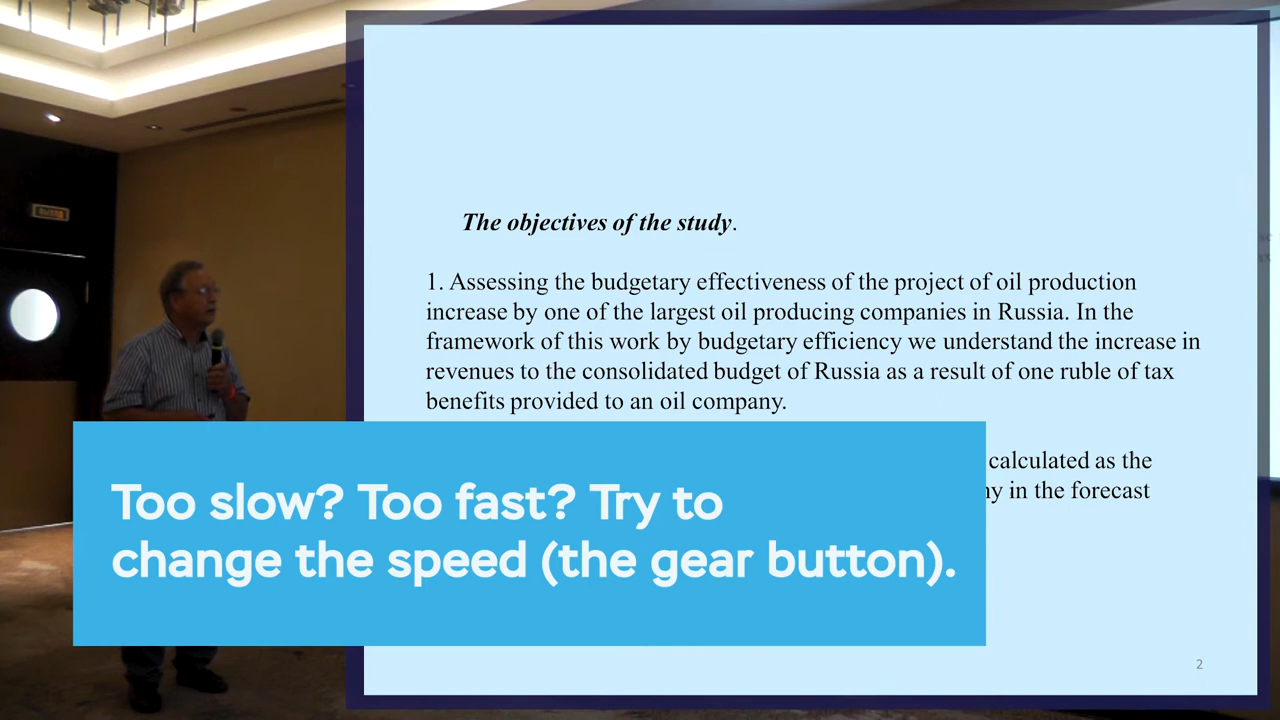 The objectives of the study.
1. Assessing the budgetary effectiveness of the project of oil production
increase by one of the largest oil producing companies in Russia. In the
framework of this work by budgetary efficiency we understand the increase in
revenues to the consolidated budget of Russia as a result of one ruble of tax
benefits provided to an oil company.
calculated as the
in the forecast
Too slow? Too fast? Try to
change the speed (the gear button).
2